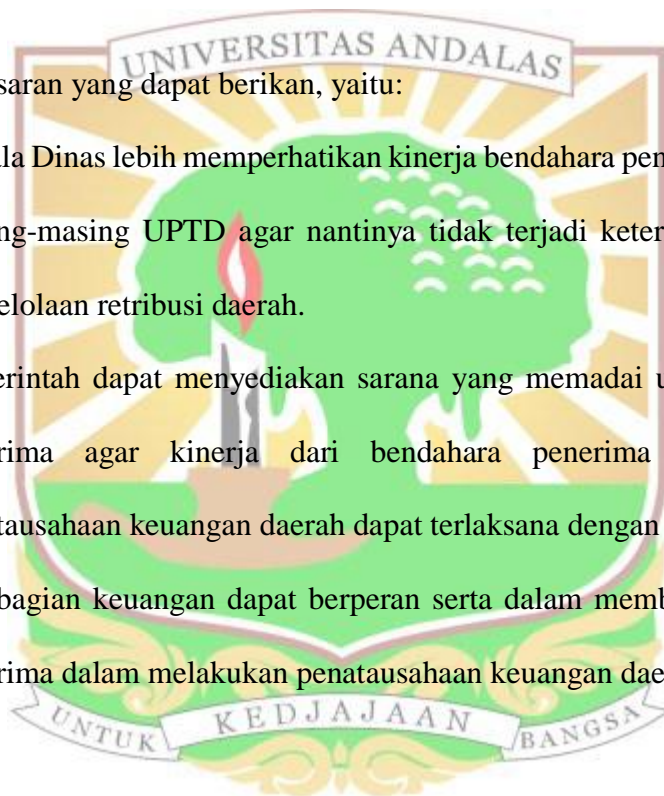 UNIVERSITAS ANDALAS
saran yang dapat berikan, yaitu:
ala Dinas lebih memperhatikan kinerja bendahara pen
ng-masing UPTD agar nantinya tidak terjadi keter
elolaan retribusi daerah.
erintah dapat menyediakan sarana yang memadai u
rima agar kinerja dari bendahara penerima
tausahaan keuangan daerah dapat terlaksana dengan
bagian keuangan dapat berperan serta dalam memb
rima dalam melakukan penatausahaan keuangan dae
UNTUK KEDJAJAAN BANGSA